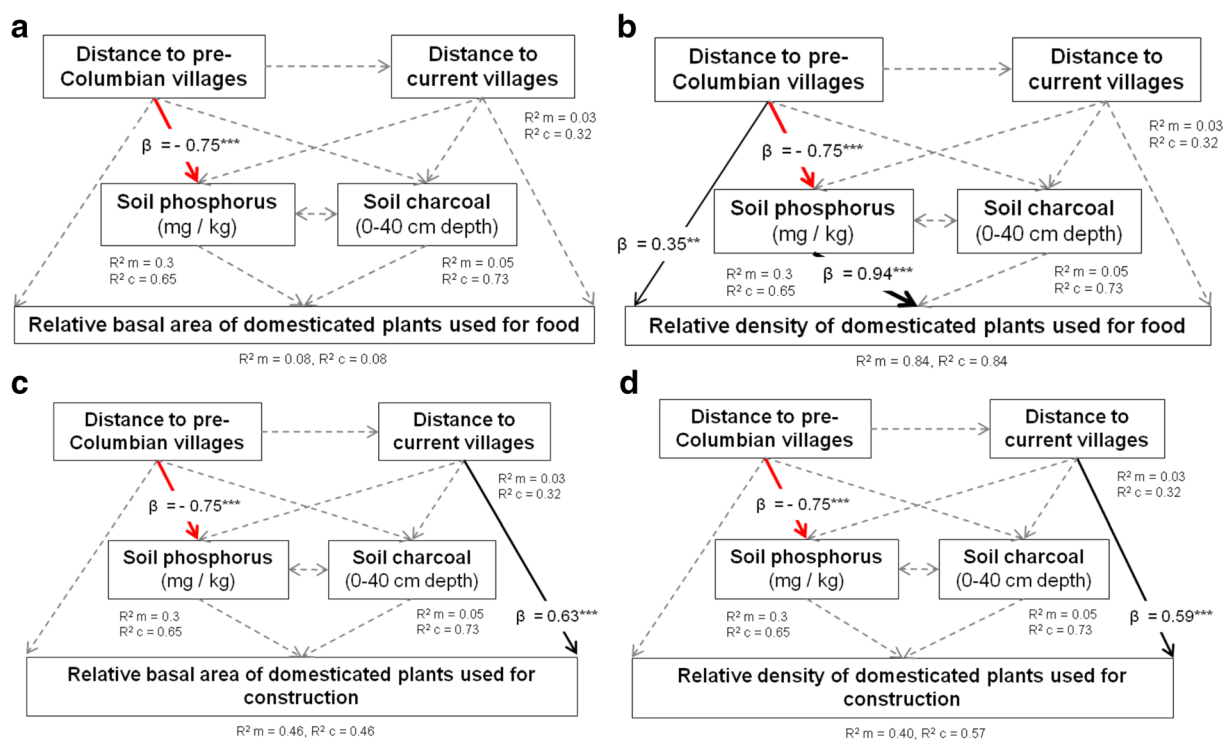 a
Distance to pre-
Columbian villages
Distance to
current villages
R² m = 0.03
R² c = 0.32
β = - 0.75***
Soil phosphorus
(mg / kg)
Soil charcoal
(0-40 cm depth)
R² m = 0.3
R² c = 0.65
R² m = 0.05
R² c = 0.73
Relative basal area of domesticated plants used for food
R² m = 0.08, R² c = 0.08
b
Distance to pre-
Columbian villages
Distance to
current villages
R² m = 0.03
R² c = 0.32
β = - 0.75***
Soil phosphorus
(mg / kg)
Soil charcoal
(0-40 cm depth)
β = 0.35**
R² m = 0.3
R² c = 0.65
β = 0.94***
R² m = 0.05
R² c = 0.73
Relative density of domesticated plants used for food
R² m = 0.84, R² c = 0.84
c
Distance to pre-
Columbian villages
Distance to
current villages
R² m = 0.03
R² c = 0.32
β = - 0.75***
Soil phosphorus
(mg / kg)
Soil charcoal
(0-40 cm depth)
R² m = 0.3
R² c = 0.65
R² m = 0.05
R² c = 0.73
β = 0.63***
Relative basal area of domesticated plants used for
construction
R² m = 0.46, R² c = 0.46
d
Distance to pre-
Columbian villages
Distance to
current villages
R² m = 0.03
R² c = 0.32
β = - 0.75***
Soil phosphorus
(mg / kg)
Soil charcoal
(0-40 cm depth)
R² m = 0.3
R² c = 0.65
R² m = 0.05
R² c = 0.73
β = 0.59***
Relative density of domesticated plants used for
construction
R² m = 0.40, R² c = 0.57